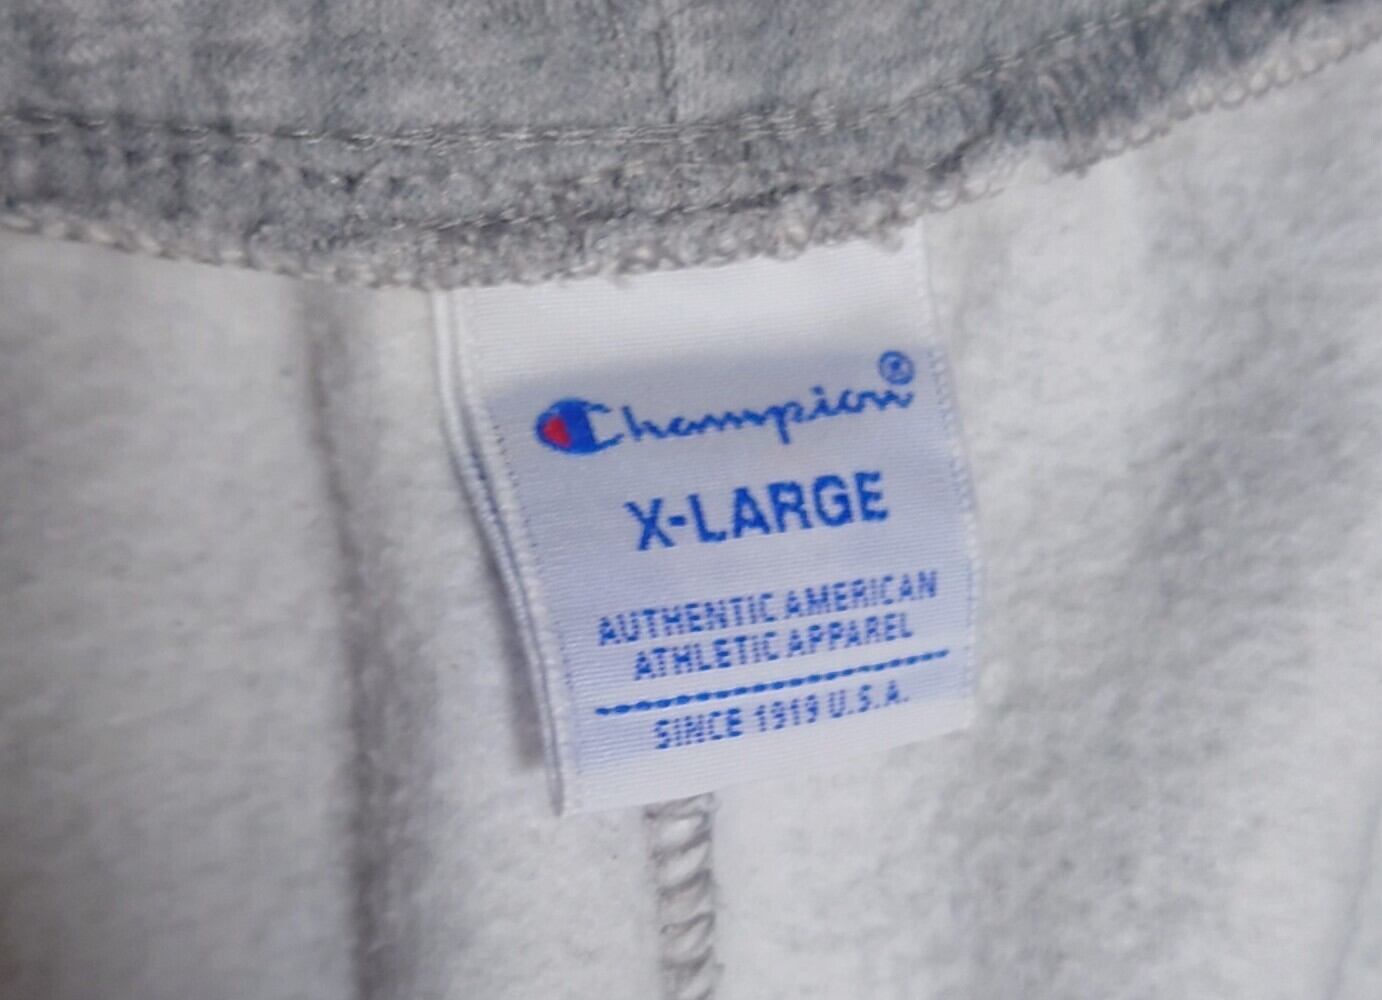 Champion®
X-LARGE
AUTHENTIC AMERICAN
ATHLETIC APPAREL
SINCE 1919 U.S.A.